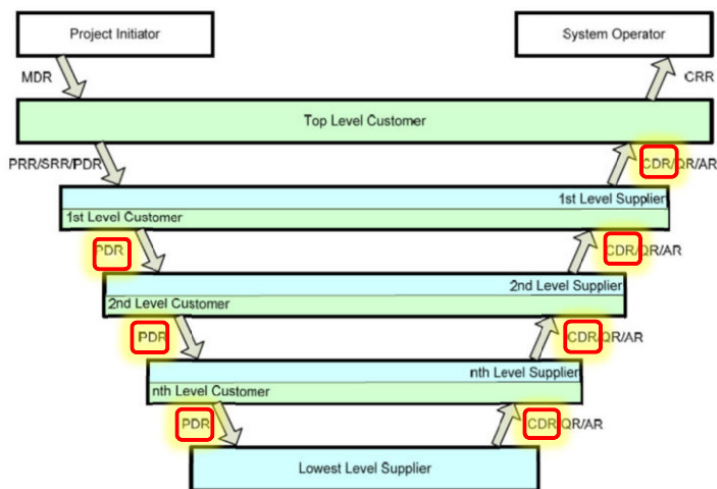 Project Initiator
System Operator
MDR
CRR
Top Level Customer
PRR/SRR/PDR
CDR/QR/AR
1st Level Supplier
1st Level Customer
PDR
CDR/QR/AR
2nd Level Supplier
2nd Level Customer
PDR
CDR/QR/AR
nth Level Supplier
nth Level Customer
PDR
CDR/QR/AR
Lowest Level Supplier